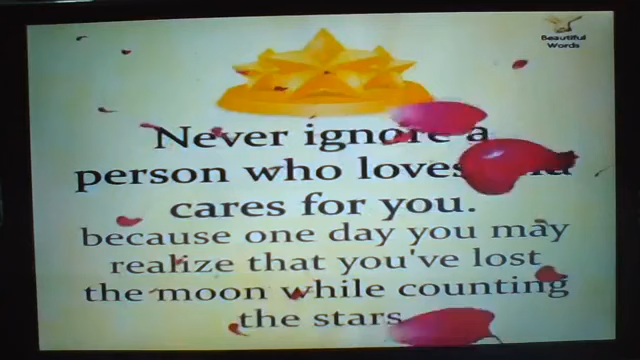 Beautiful
Words
Never ignore a
person who loves
cares for you.
because one day you may
realize that you've lost
the moon while counting
the stars